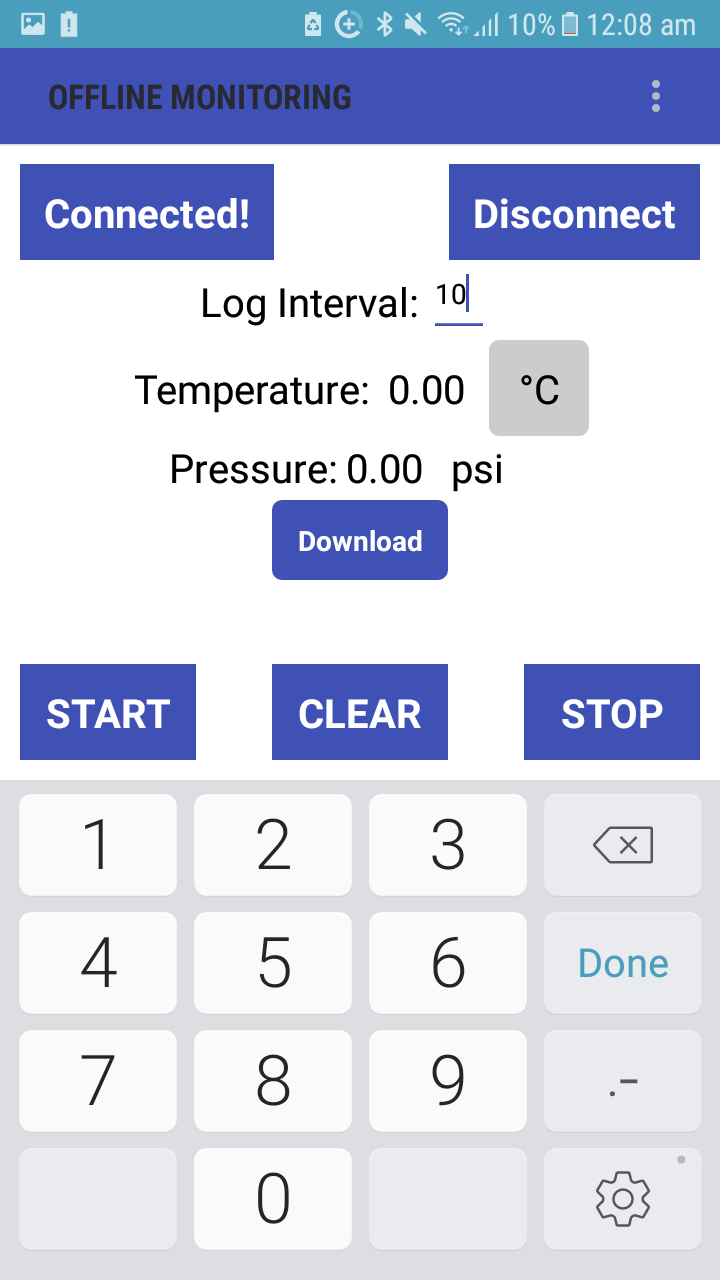 10% 12:08 am
OFFLINE MONITORING
Connected! Disconnect
Log Interval: 10
Temperature: 0.00 °C
Pressure: 0.00 psi
Download
START CLEAR STOP
1 2 3
4 5 6 Done
7 8 9 .-
0